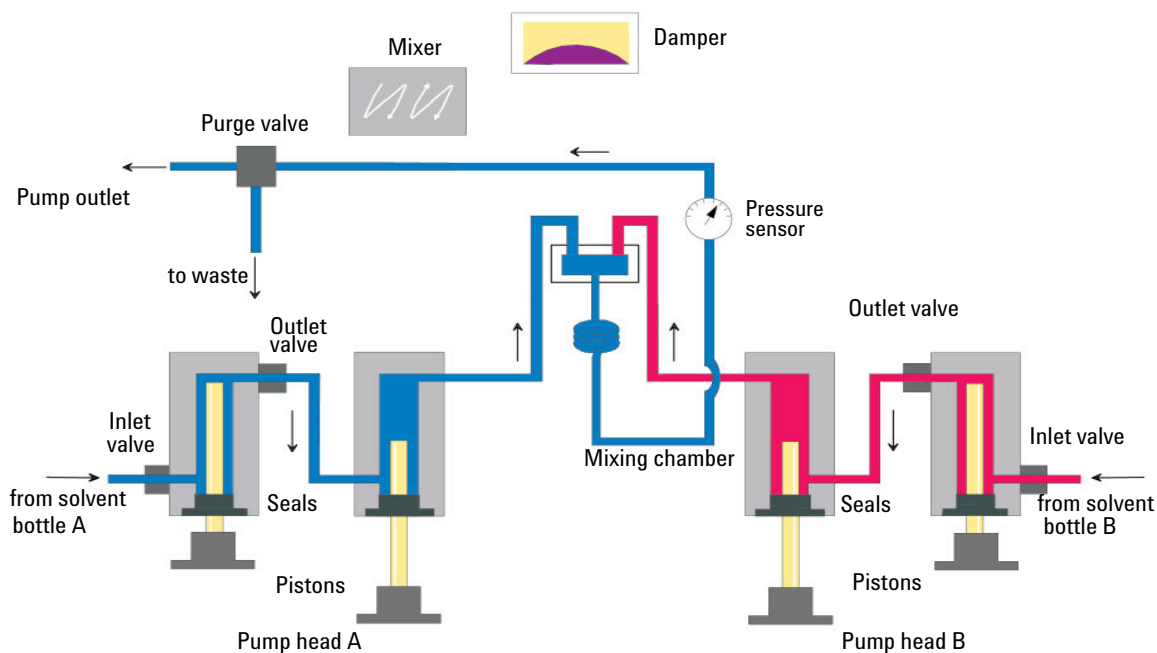 Damper
Mixer
Purge valve
Pump outlet
Pressure
sensor
to waste
Outlet
valve
Outlet valve
Inlet
valve
Inlet valve
Mixing chamber
from solvent
bottle A
Seals
Seals
from solvent
bottle B
Pistons
Pistons
Pump head A
Pump head B